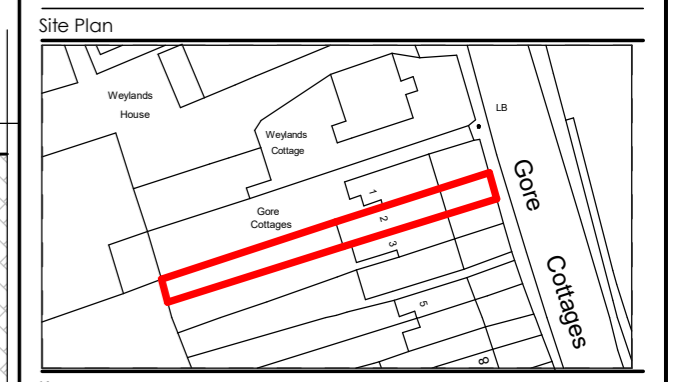 Site Plan
Weylands
House
LB
Weylands
Cottage
Gore
Cottages
1
2
3
5
8
Gore
Cottages